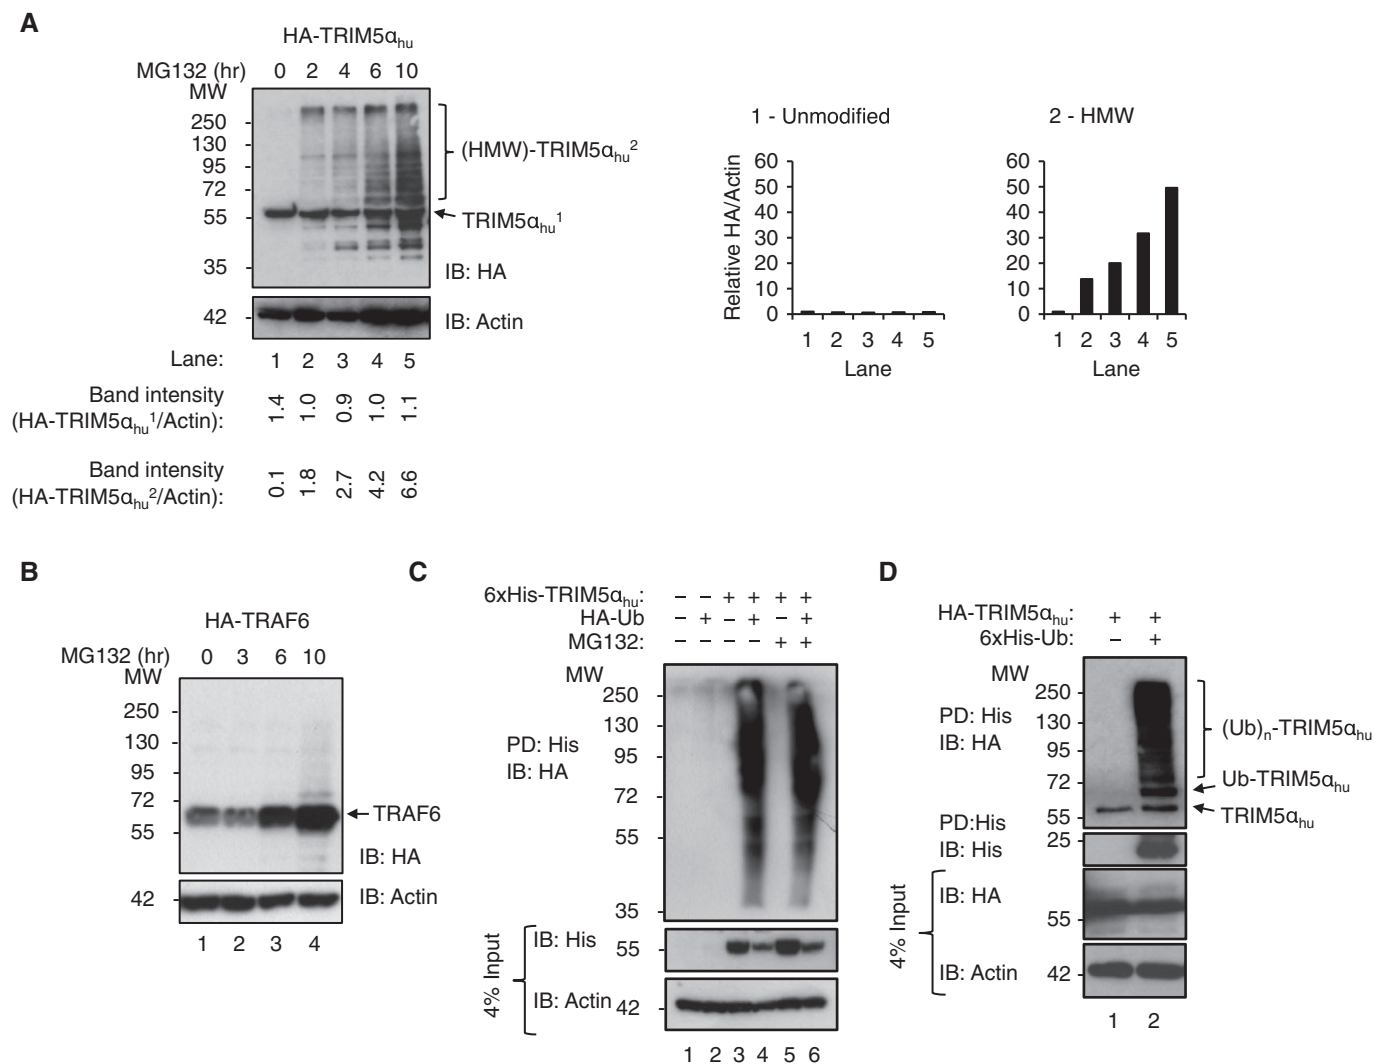 A
HA-TRIM5αhu
MG132 (hr) 0 2 4 6 10
MW
250
130
95
72
55
35
(HMW)-TRIM5αhu2
TRIM5αhu1
IB: HA
42
IB: Actin
Lane: 1 2 3 4 5
Band intensity
(HA-TRIM5αhu1/Actin): 1.4 1.0 0.9 1.0 1.1
Band intensity
(HA-TRIM5αhu2/Actin): 0.1 1.8 2.7 4.2 6.6
1 - Unmodified
Relative HA/Actin
60
50
40
30
20
10
0
1 2 3 4 5
Lane
2 - HMW
60
50
40
30
20
10
0
1 2 3 4 5
Lane
B
HA-TRAF6
MG132 (hr) 0 3 6 10
MW
250
130
95
72
55
TRAF6
IB: HA
42
IB: Actin
1 2 3 4
C
6xHis-TRIM5αhu: – – + + + +
HA-Ub – + – + – +
MG132: – – – – + +
MW
250
130
95
72
55
35
PD: His
IB: HA
4% Input
IB: His
55
IB: Actin
42
1 2 3 4 5 6
D
HA-TRIM5αhu: + +
6xHis-Ub: – +
MW
250
130
95
72
55
PD: His
IB: HA
(Ub)n-TRIM5αhu
Ub-TRIM5αhu
TRIM5αhu
PD:His
IB: His
25
4% Input
IB: HA
55
IB: Actin
42
1 2